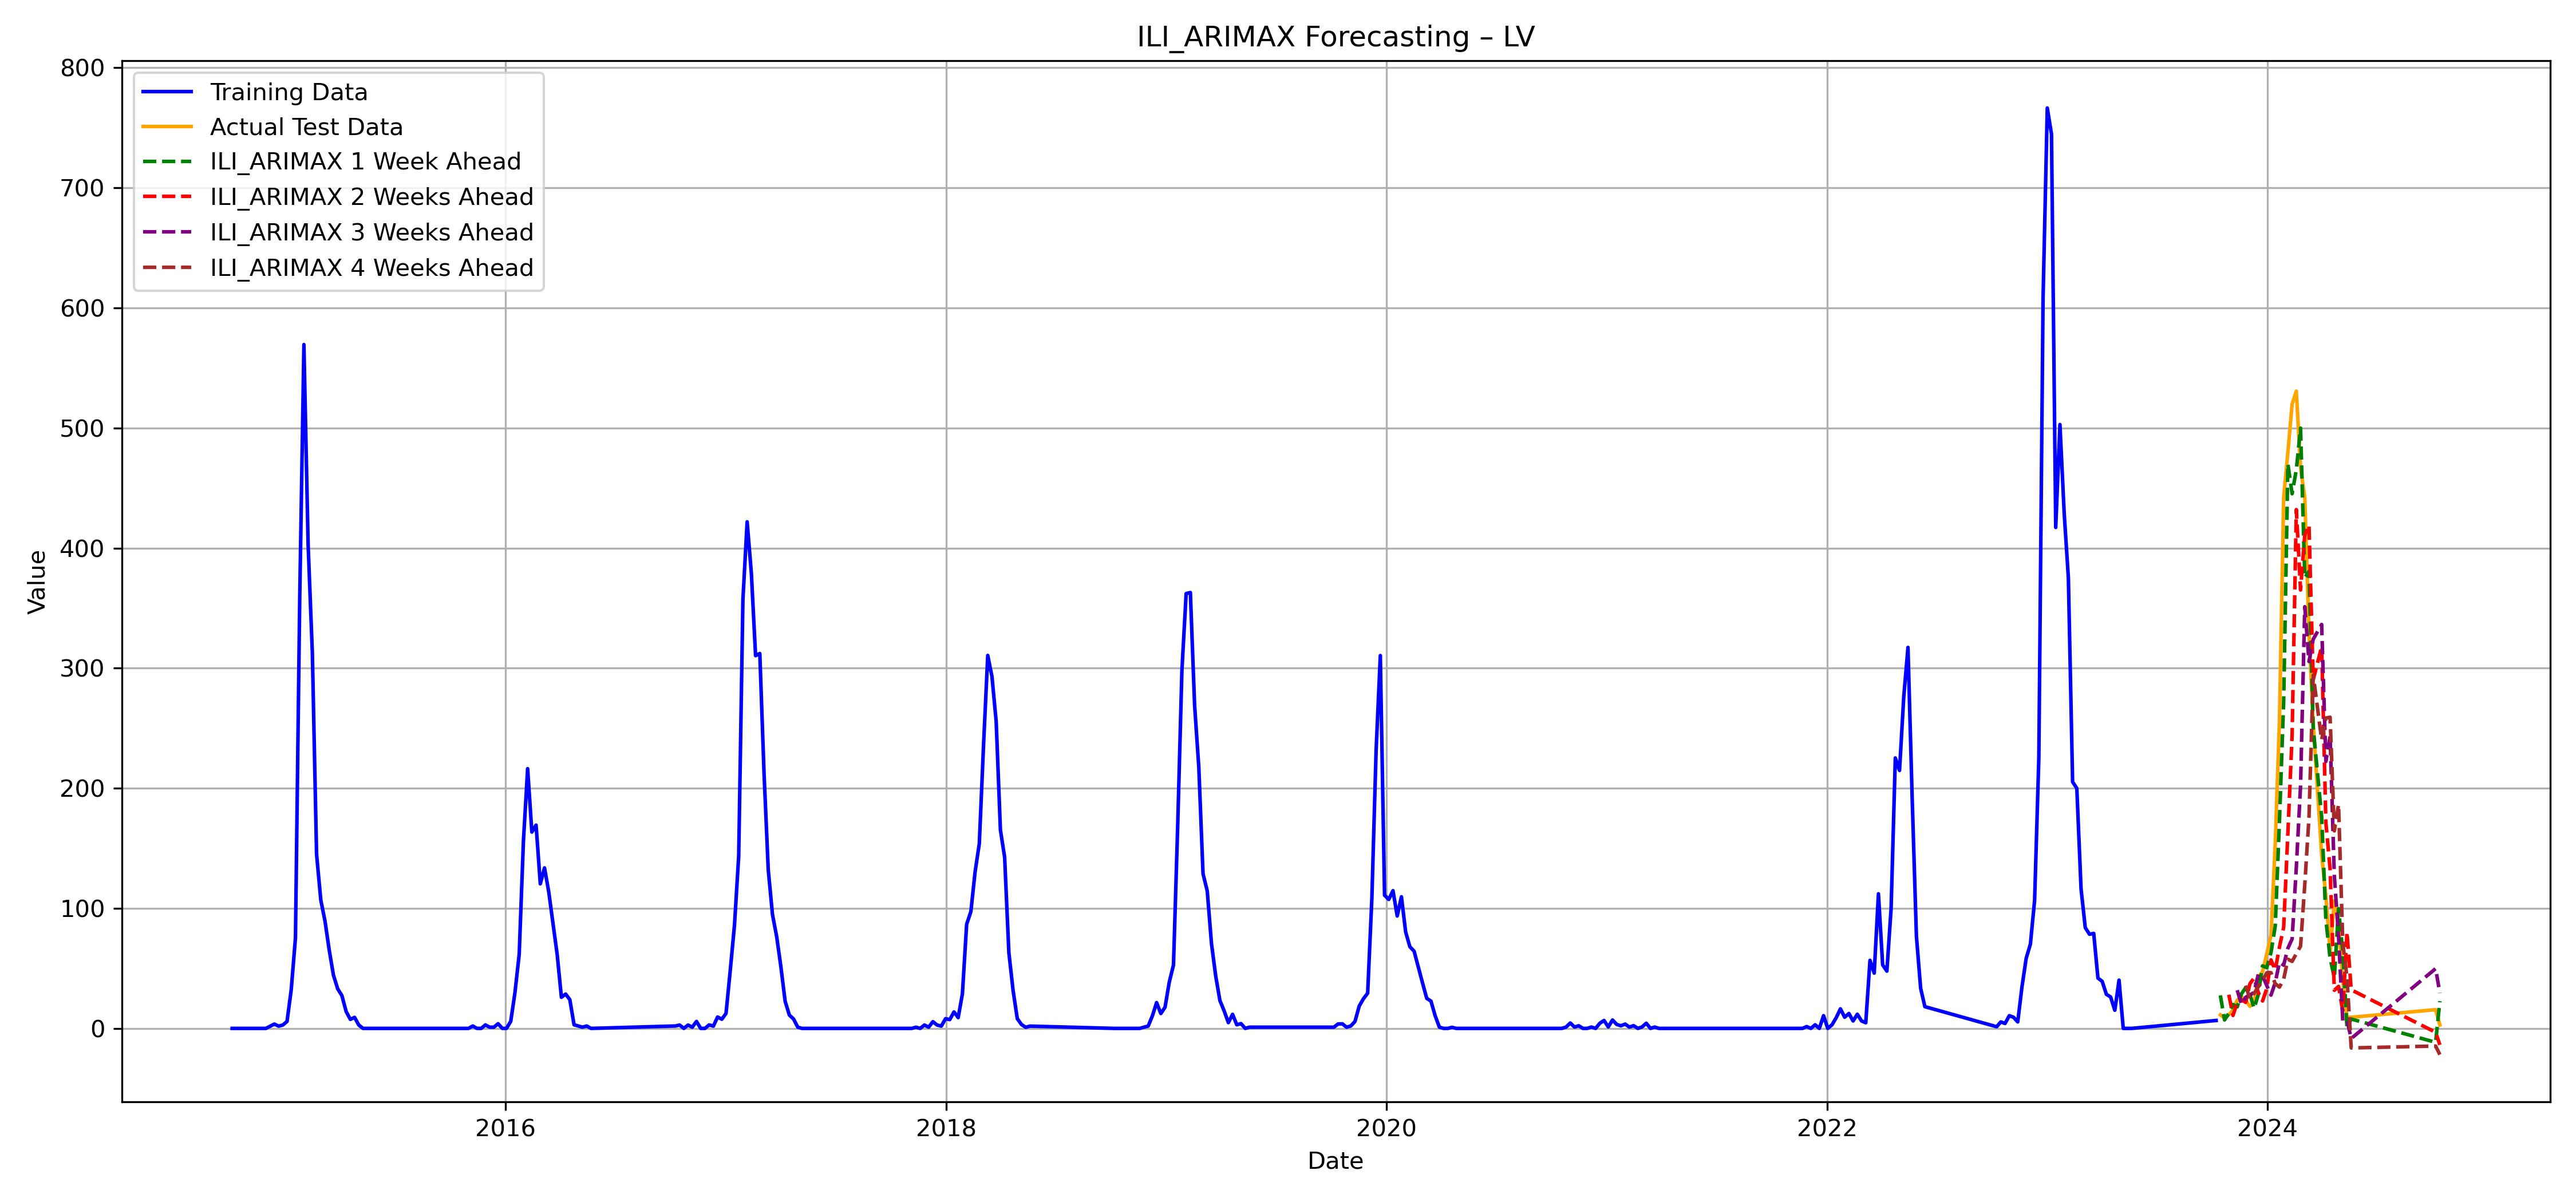 ILI_ARIMAX Forecasting – LV
Training Data
Actual Test Data
ILI_ARIMAX 1 Week Ahead
ILI_ARIMAX 2 Weeks Ahead
ILI_ARIMAX 3 Weeks Ahead
ILI_ARIMAX 4 Weeks Ahead
Value
800
700
600
500
400
300
200
100
0
2016 2018 2020 2022 2024
Date